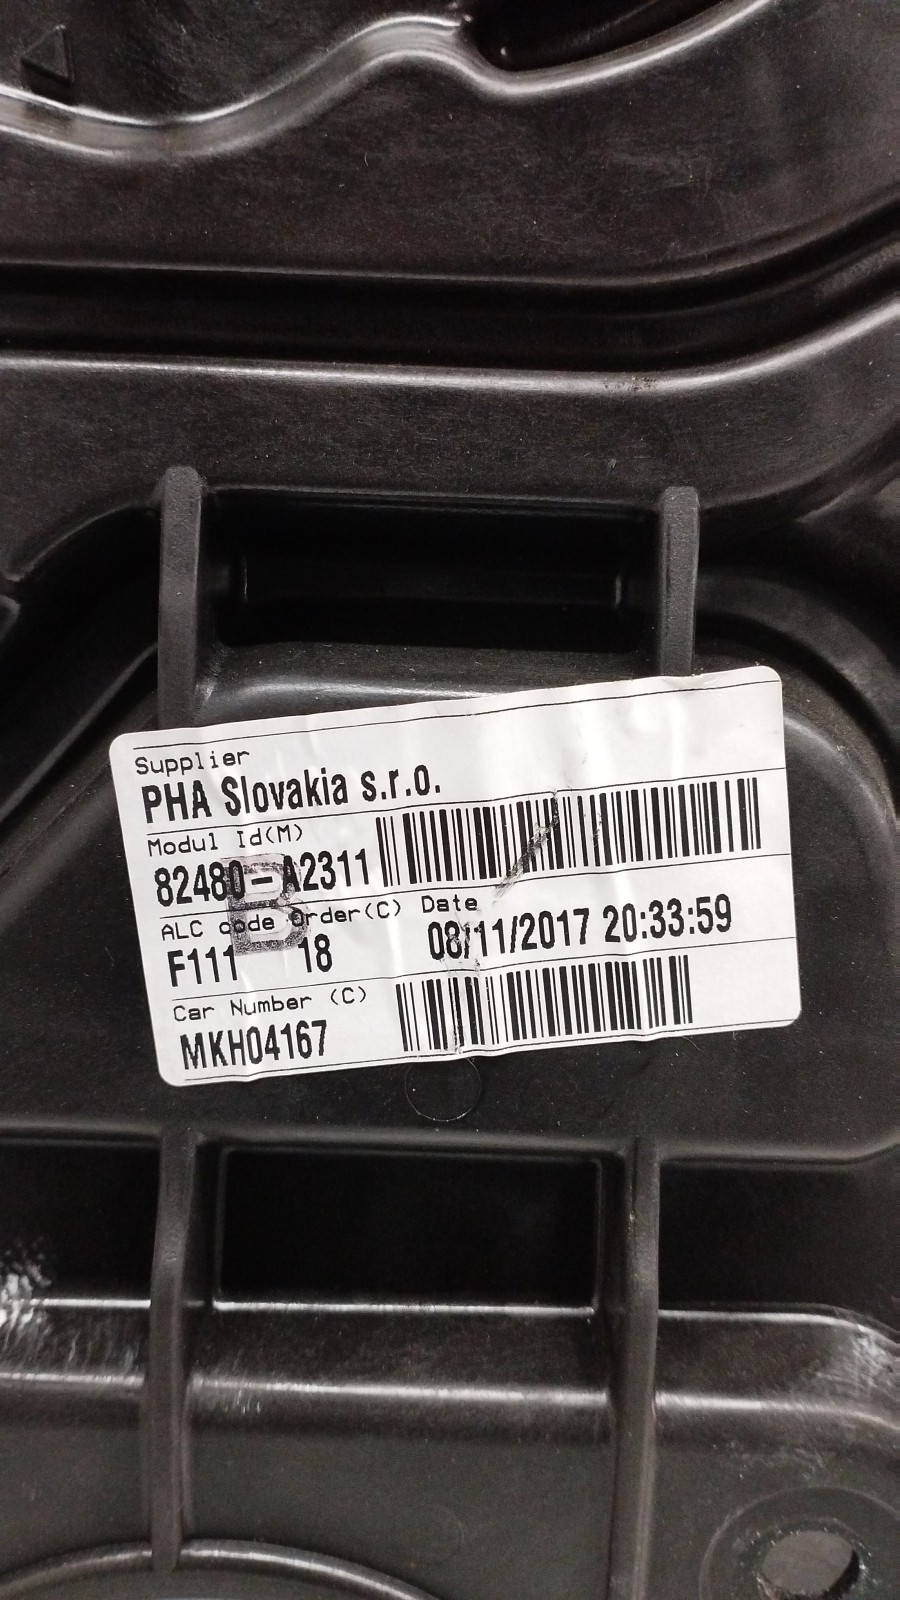 Supplier
PHA Slovakia s.r.o.
Modul Id(M)
82480-A2311
B
ALC code Order(C) Date
F111 18 08/11/2017 20:33:59
Car Number (C)
MKH04167